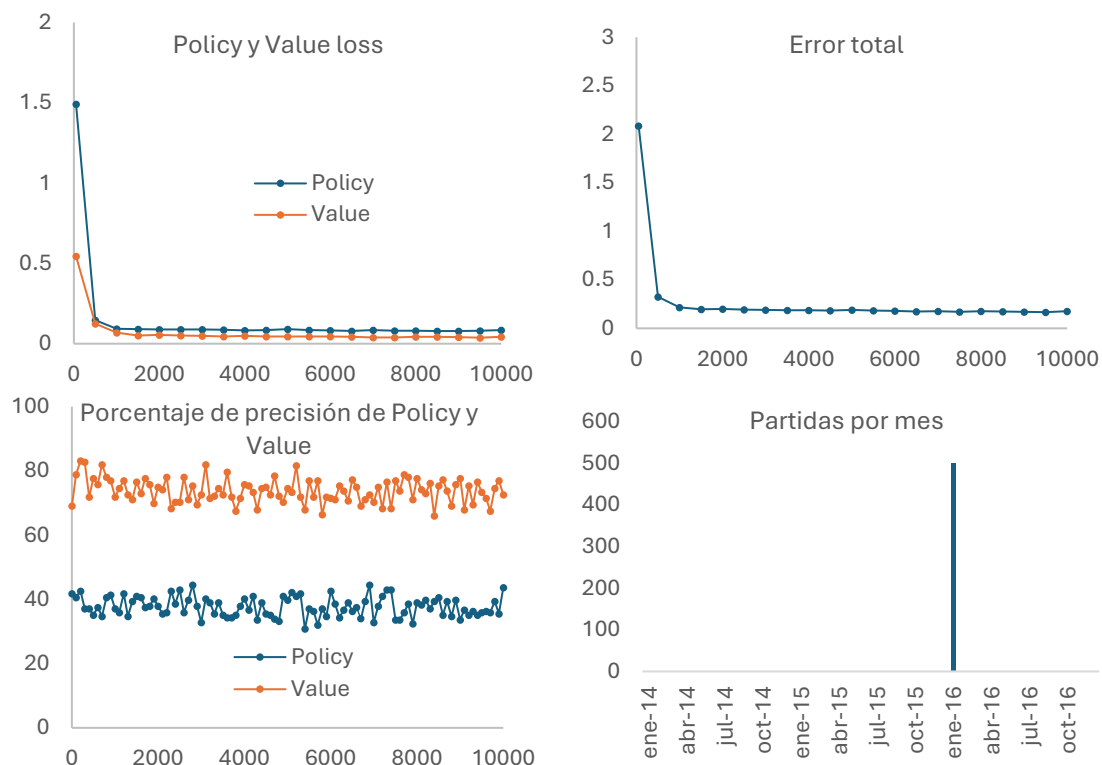 Policy y Value loss
2
1.5
1
0.5
0
Policy
Value
0 2000 4000 6000 8000 10000
Error total
3
2.5
2
1.5
1
0.5
0
0 2000 4000 6000 8000 10000
Porcentaje de precisión de Policy y
Value
100
80
60
40
20
0
Policy
Value
0 2000 4000 6000 8000 10000
Partidas por mes
600
500
400
300
200
100
0
ene-14
abr-14
jul-14
oct-14
ene-15
abr-15
jul-15
oct-15
ene-16
abr-16
jul-16
oct-16